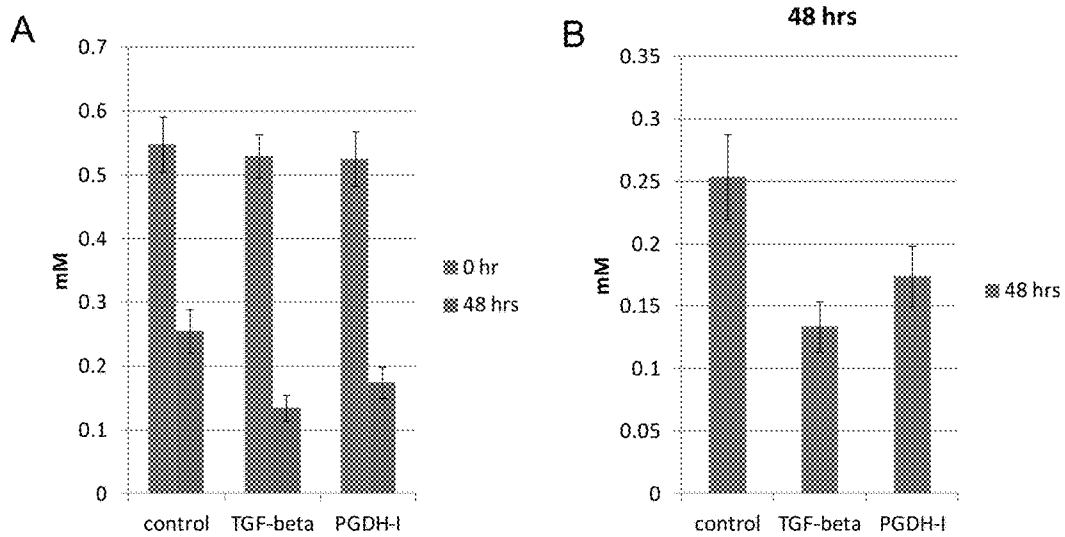 A
0.7
0.6
0.5
0.4
0.3
0.2
0.1
0
mM
control TGF-beta PGDH-I
0 hr
48 hrs
B
48 hrs
0.35
0.3
0.25
0.2
0.15
0.1
0.05
0
mM
control TGF-beta PGDH-I
48 hrs